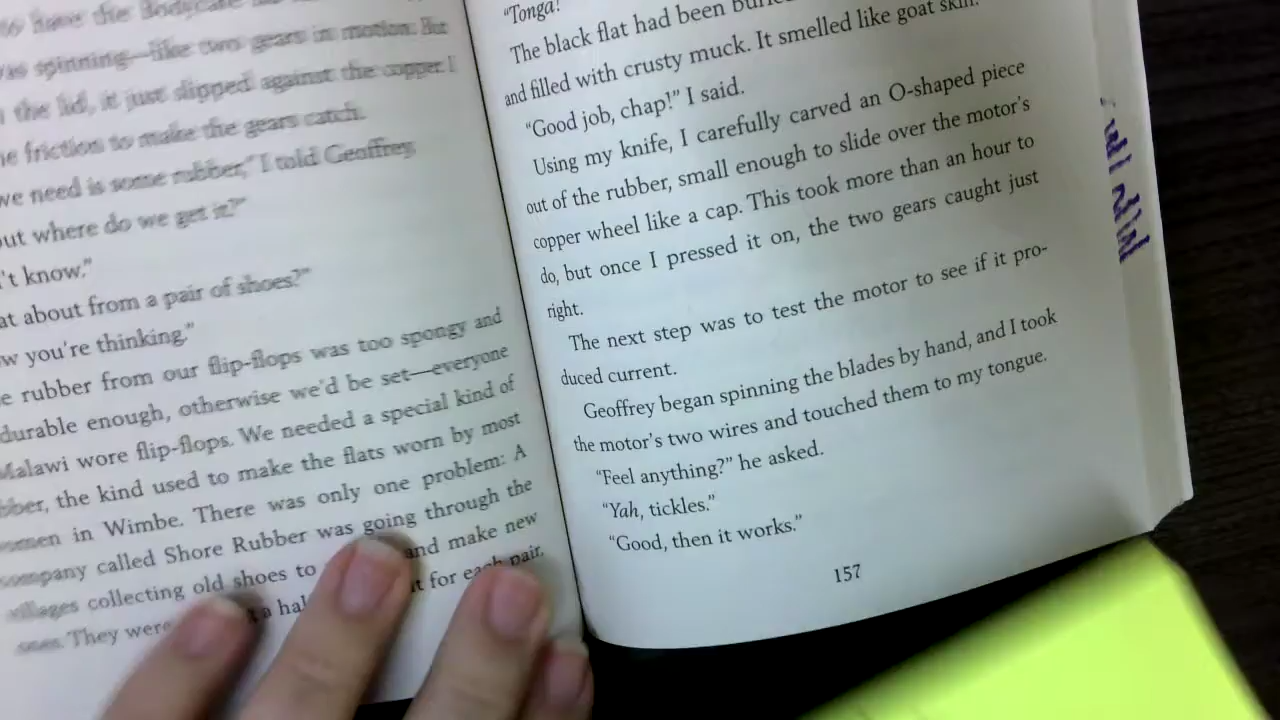 have the
was spinning—like two gears in motion. But
the lid, it just slipped against the copper. I
friction to make the gears catch.
we need is some rubber," I told Geoffrey.
out where do we get it?"
't know."
at about from a pair of shoes?"
w you're thinking."
e rubber from our flip-flops was too spongy and
durable enough, otherwise we'd be set—everyone
Malawi wore flip-flops. We needed a special kind of
bber, the kind used to make the flats worn by most
omen in Wimbe. There was only one problem: A
ompany called Shore Rubber was going through the
villages collecting old shoes to and make new
ones. They were a hal t for each pair.
"Tonga!
The black flat had been
and filled with crusty muck. It smelled like goat skin.
"Good job, chap!" I said.
Using my knife, I carefully carved an O-shaped piece
out of the rubber, small enough to slide over the motor's
copper wheel like a cap. This took more than an hour to
do, but once I pressed it on, the two gears caught just
right.
The next step was to test the motor to see if it pro-
duced current.
Geoffrey began spinning the blades by hand, and I took
the motor's two wires and touched them to my tongue.
"Feel anything?" he asked.
"Yah, tickles."
"Good, then it works."
157